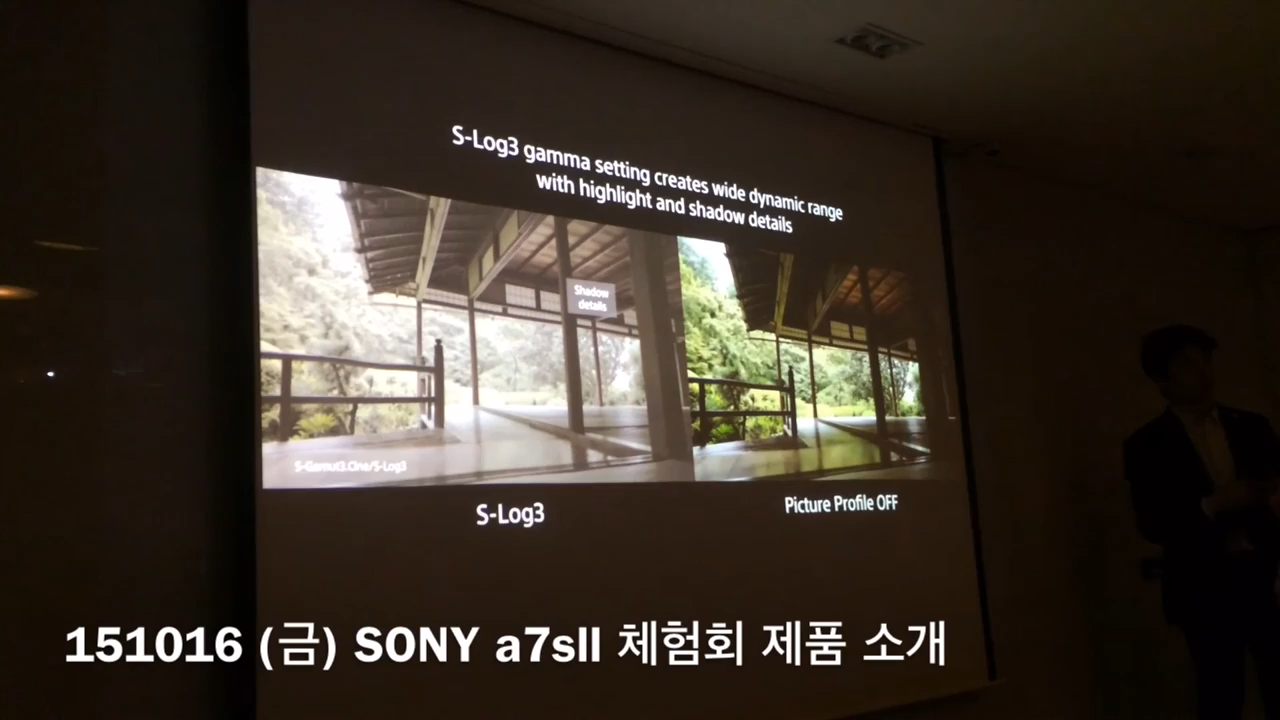 S-Log3 gamma setting creates wide dynamic range
with highlight and shadow details
Shadow
details
S-Gamut3.Cine/S-Log3
S-Log3
Picture Profile OFF
151016 (금) SONY a7sII 체험회 제품 소개